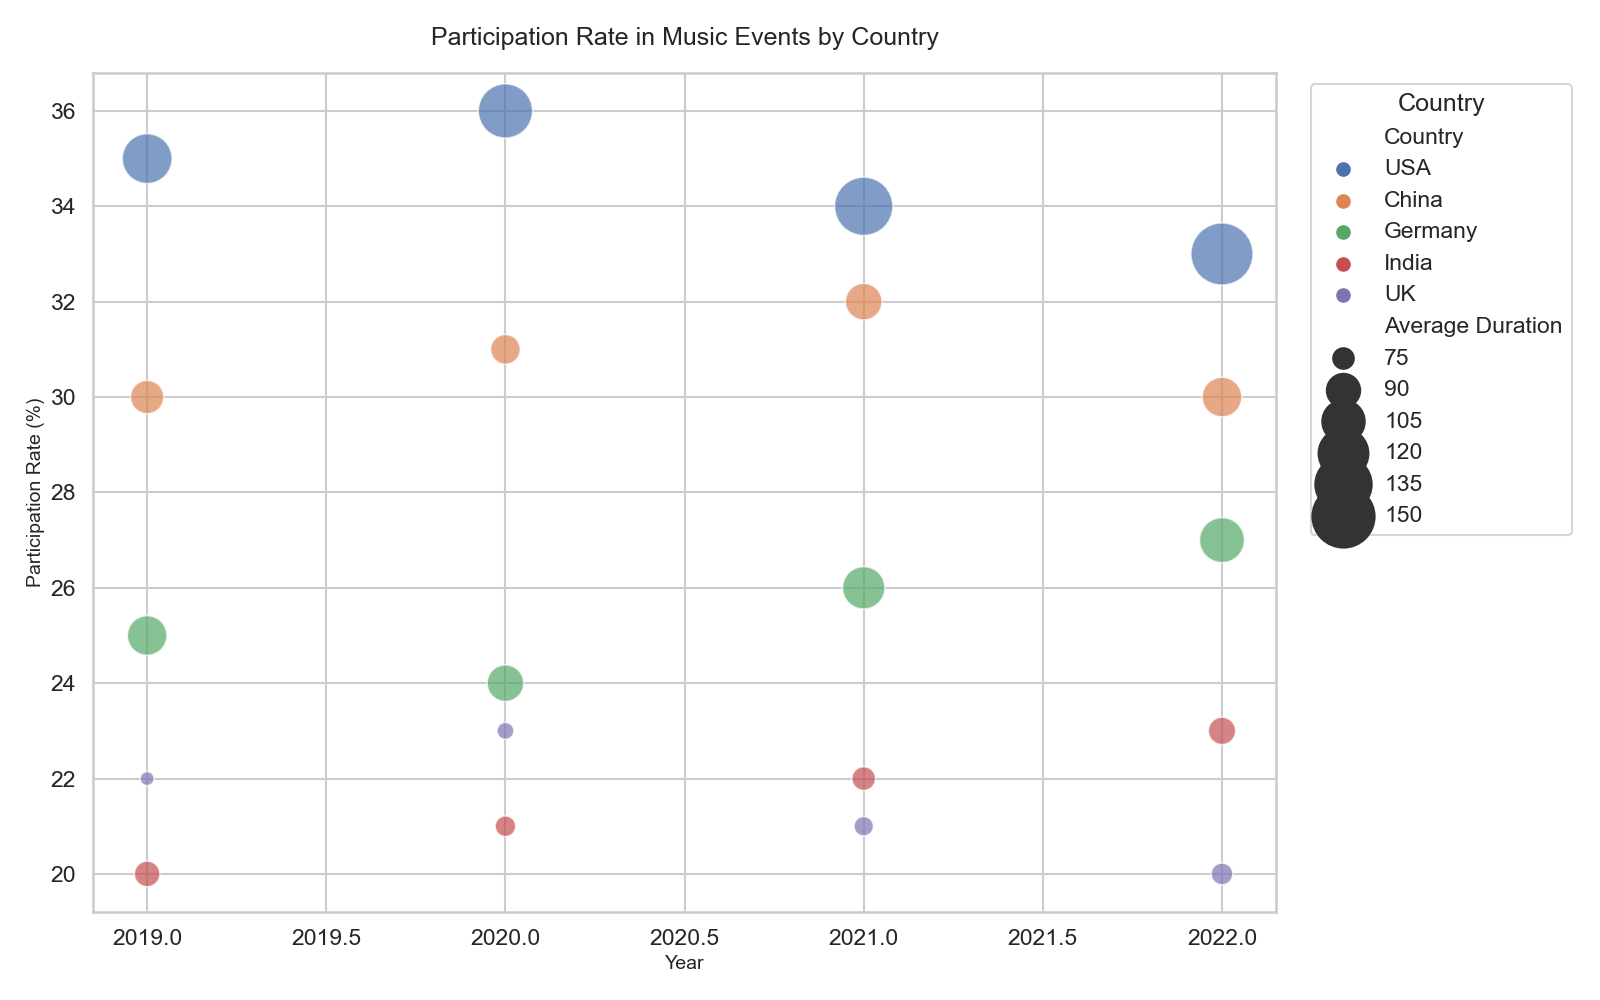 Participation Rate in Music Events by Country
36
34
32
30
28
26
24
22
20
Participation Rate (%)
2019.0 2019.5 2020.0 2020.5 2021.0 2021.5 2022.0
Year
Country
Country
USA
China
Germany
India
UK
Average Duration
75
90
105
120
135
150